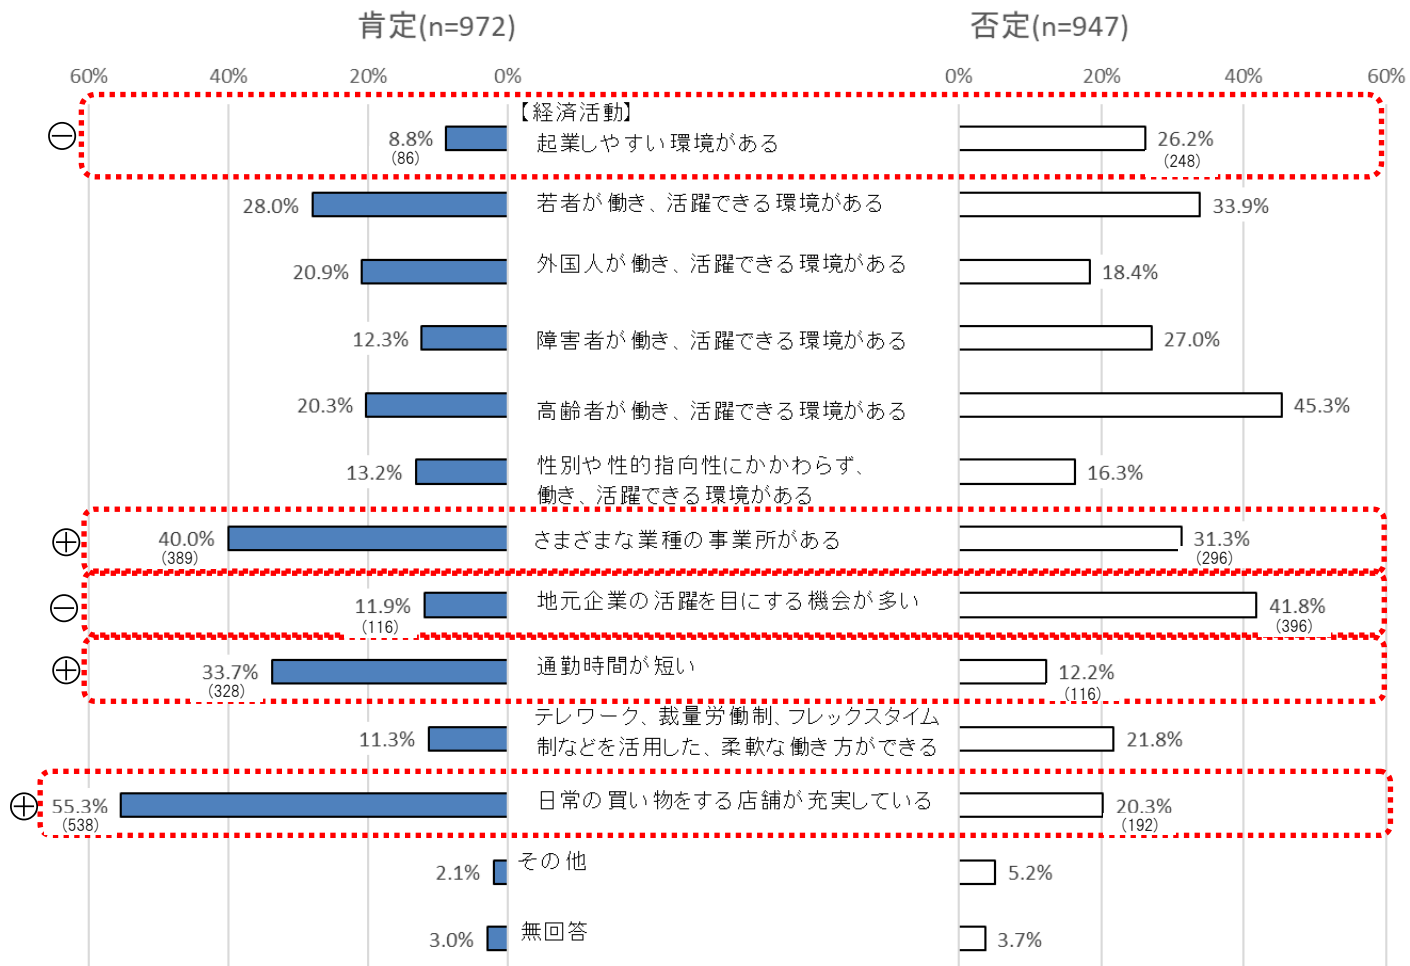 肯定(n=972)
否定(n=947)
60% 40% 20% 0%
0% 20% 40% 60%
【経済活動】
⊖ 8.8% 起業しやすい環境がある 26.2%
(86) (248)
28.0% 若者が働き、活躍できる環境がある 33.9%
20.9% 外国人が働き、活躍できる環境がある 18.4%
12.3% 障害者が働き、活躍できる環境がある 27.0%
20.3% 高齢者が働き、活躍できる環境がある 45.3%
13.2% 性別や性的指向性にかかわらず、 16.3%
働き、活躍できる環境がある
⊕ 40.0% さまざまな業種の事業所がある 31.3%
(389) (296)
⊖ 11.9% 地元企業の活躍を目にする機会が多い 41.8%
(116) (396)
⊕ 33.7% 通勤時間が短い 12.2%
(328) (116)
テレワーク、裁量労働制、フレックスタイム
11.3% 制などを活用した、柔軟な働き方ができる 21.8%
⊕ 55.3% 日常の買い物をする店舗が充実している 20.3%
(538) (192)
2.1% その他 5.2%
3.0% 無回答 3.7%